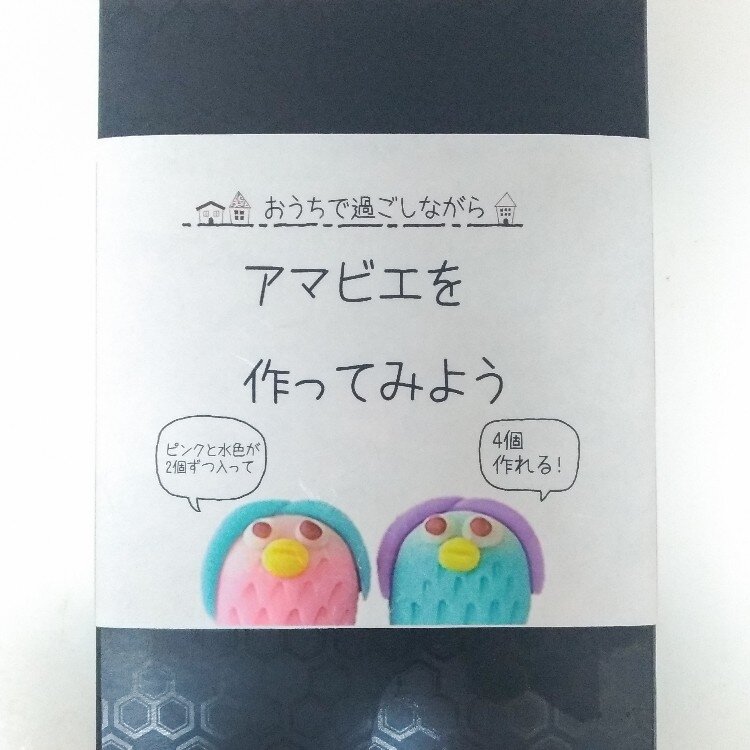 おうちで過ごしながら
アマビエを
作ってみよう
ピンクと水色が
2個ずつ入って
4個
作れる!